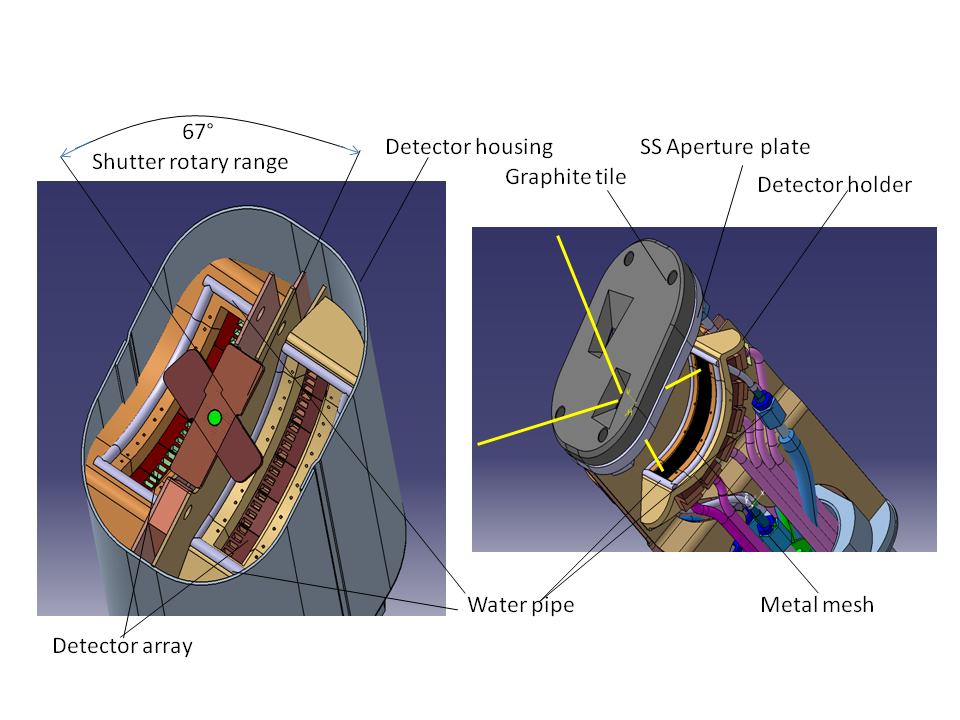 67°
Shutter rotary range
Detector housing
SS Aperture plate
Graphite tile
Detector holder
Water pipe
Metal mesh
Detector array